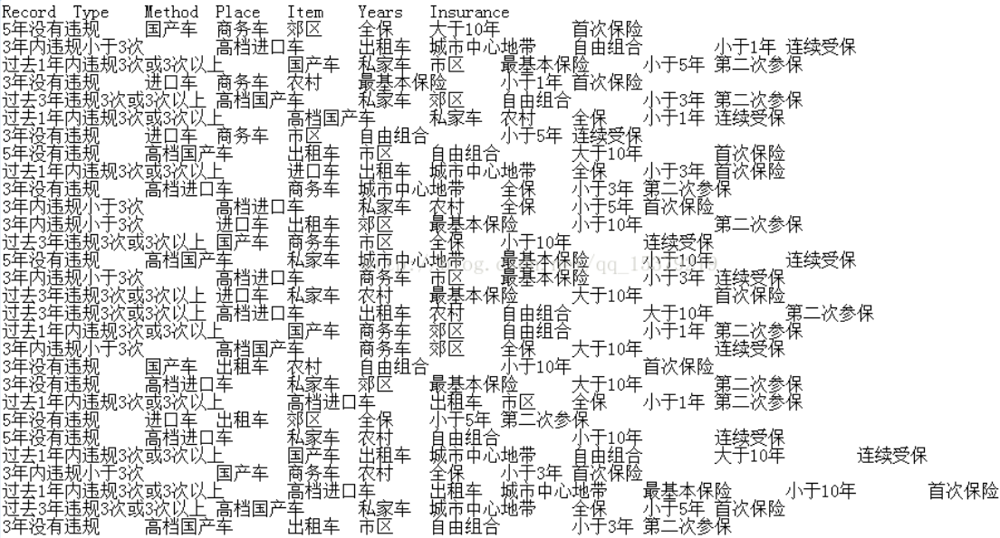 Record Type Method Place Item Years Insurance
5年没有违规 国产车 商务车 郊区 全保 大于10年 首次保险
3年内违规小于3次 高档进口车 出租车 城市中心地带 自由组合 小于1年 连续受保
过去1年内违规3次或3次以上 国产车 私家车 市区 最基本保险 小于5年 第二次参保
3年没有违规 进口车 商务车 农村 最基本保险 小于1年 首次保险
过去3年违规3次或3次以上 高档国产车 私家车 郊区 自由组合 小于3年 第二次参保
过去1年内违规3次或3次以上 高档国产车 私家车 农村 全保 小于1年 连续受保
3年没有违规 进口车 商务车 市区 自由组合 小于5年 连续受保
5年没有违规 高档国产车 出租车 市区 自由组合 大于10年 首次保险
过去1年内违规3次或3次以上 进口车 出租车 城市中心地带 全保 小于3年 首次保险
3年没有违规 高档进口车 商务车 城市中心地带 全保 小于3年 第二次参保
3年内违规小于3次 高档进口车 私家车 农村 全保 小于5年 首次保险
3年内违规小于3次 进口车 出租车 郊区 最基本保险 小于10年 第二次参保
过去3年违规3次或3次以上 国产车 商务车 市区 全保 小于10年 连续受保
5年没有违规 高档国产车 私家车 城市中心地带 最基本保险 小于10年 连续受保
3年内违规小于3次 高档进口车 商务车 市区 最基本保险 小于3年 连续受保
过去3年违规3次或3次以上 进口车 私家车 农村 最基本保险 大于10年 首次保险
过去3年违规3次或3次以上 高档进口车 出租车 农村 自由组合 大于10年 第二次参保
过去1年内违规3次或3次以上 国产车 商务车 郊区 自由组合 小于1年 第二次参保
3年内违规小于3次 高档国产车 商务车 郊区 全保 大于10年 连续受保
3年没有违规 国产车 出租车 农村 自由组合 小于10年 首次保险
3年没有违规 高档进口车 私家车 郊区 最基本保险 大于10年 第二次参保
过去1年内违规3次或3次以上 高档进口车 出租车 市区 全保 小于1年 第二次参保
5年没有违规 进口车 出租车 郊区 全保 小于5年 第二次参保
5年没有违规 高档进口车 私家车 农村 自由组合 小于10年 连续受保
过去1年内违规3次或3次以上 国产车 出租车 城市中心地带 自由组合 大于10年 连续受保
3年内违规小于3次 国产车 商务车 农村 全保 小于3年 首次保险
过去1年内违规3次或3次以上 高档进口车 出租车 城市中心地带 最基本保险 小于10年 首次保险
过去3年违规3次或3次以上 高档国产车 私家车 城市中心地带 全保 小于5年 首次保险
3年没有违规 高档国产车 出租车 市区 自由组合 小于3年 第二次参保